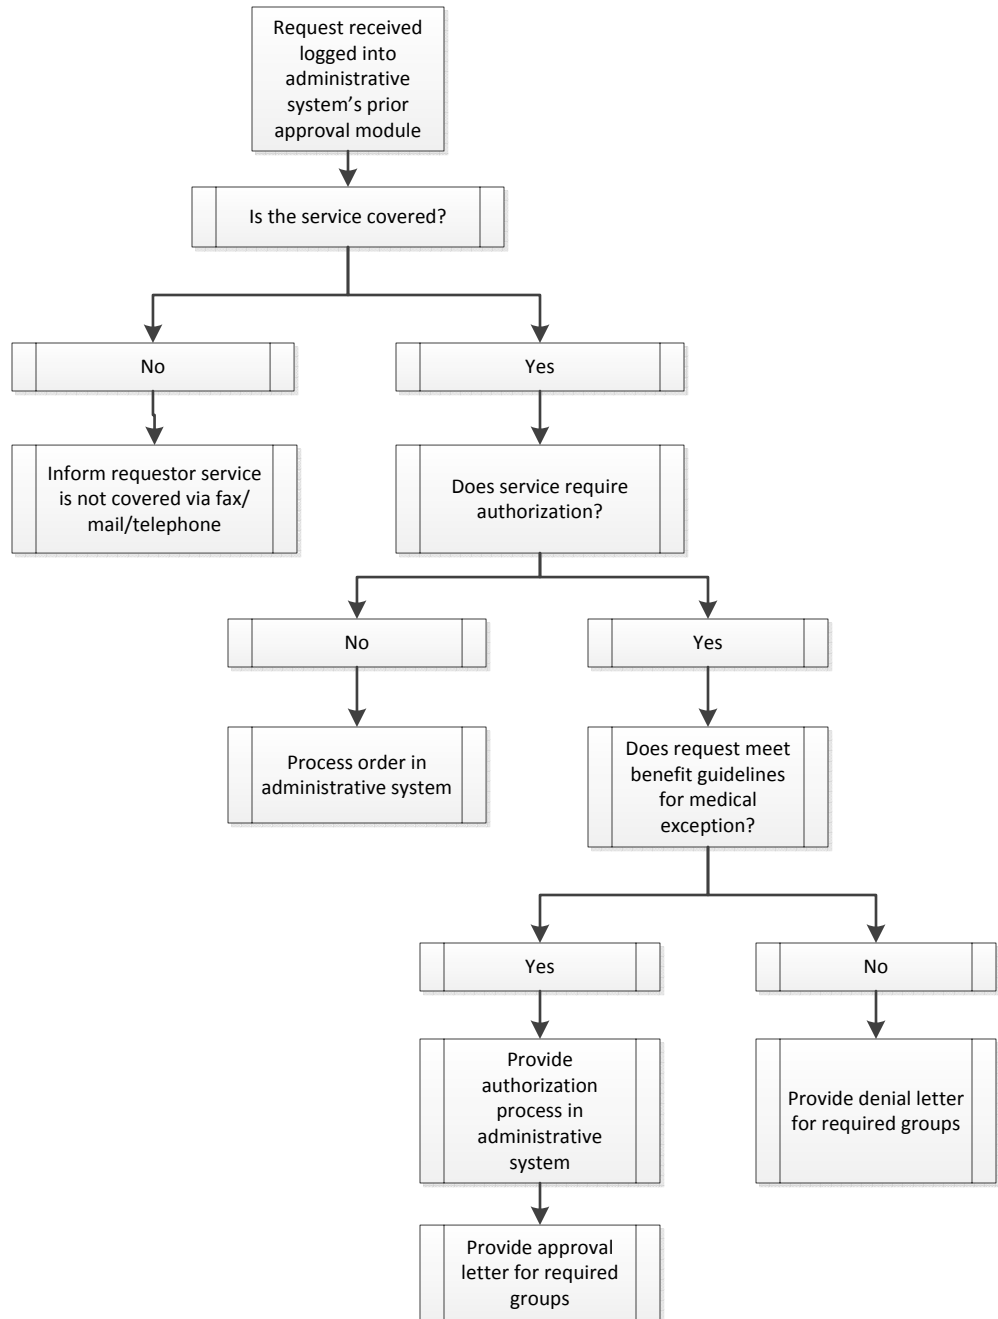 Request received
logged into
administrative
system’s prior
approval module
Is the service covered?
No
Yes
Inform requestor service
is not covered via fax/
mail/telephone
Does service require
authorization?
No
Yes
Process order in
administrative system
Does request meet
benefit guidelines
for medical
exception?
Yes
No
Provide
authorization
process in
administrative
system
Provide denial letter
for required groups
Provide approval
letter for required
groups